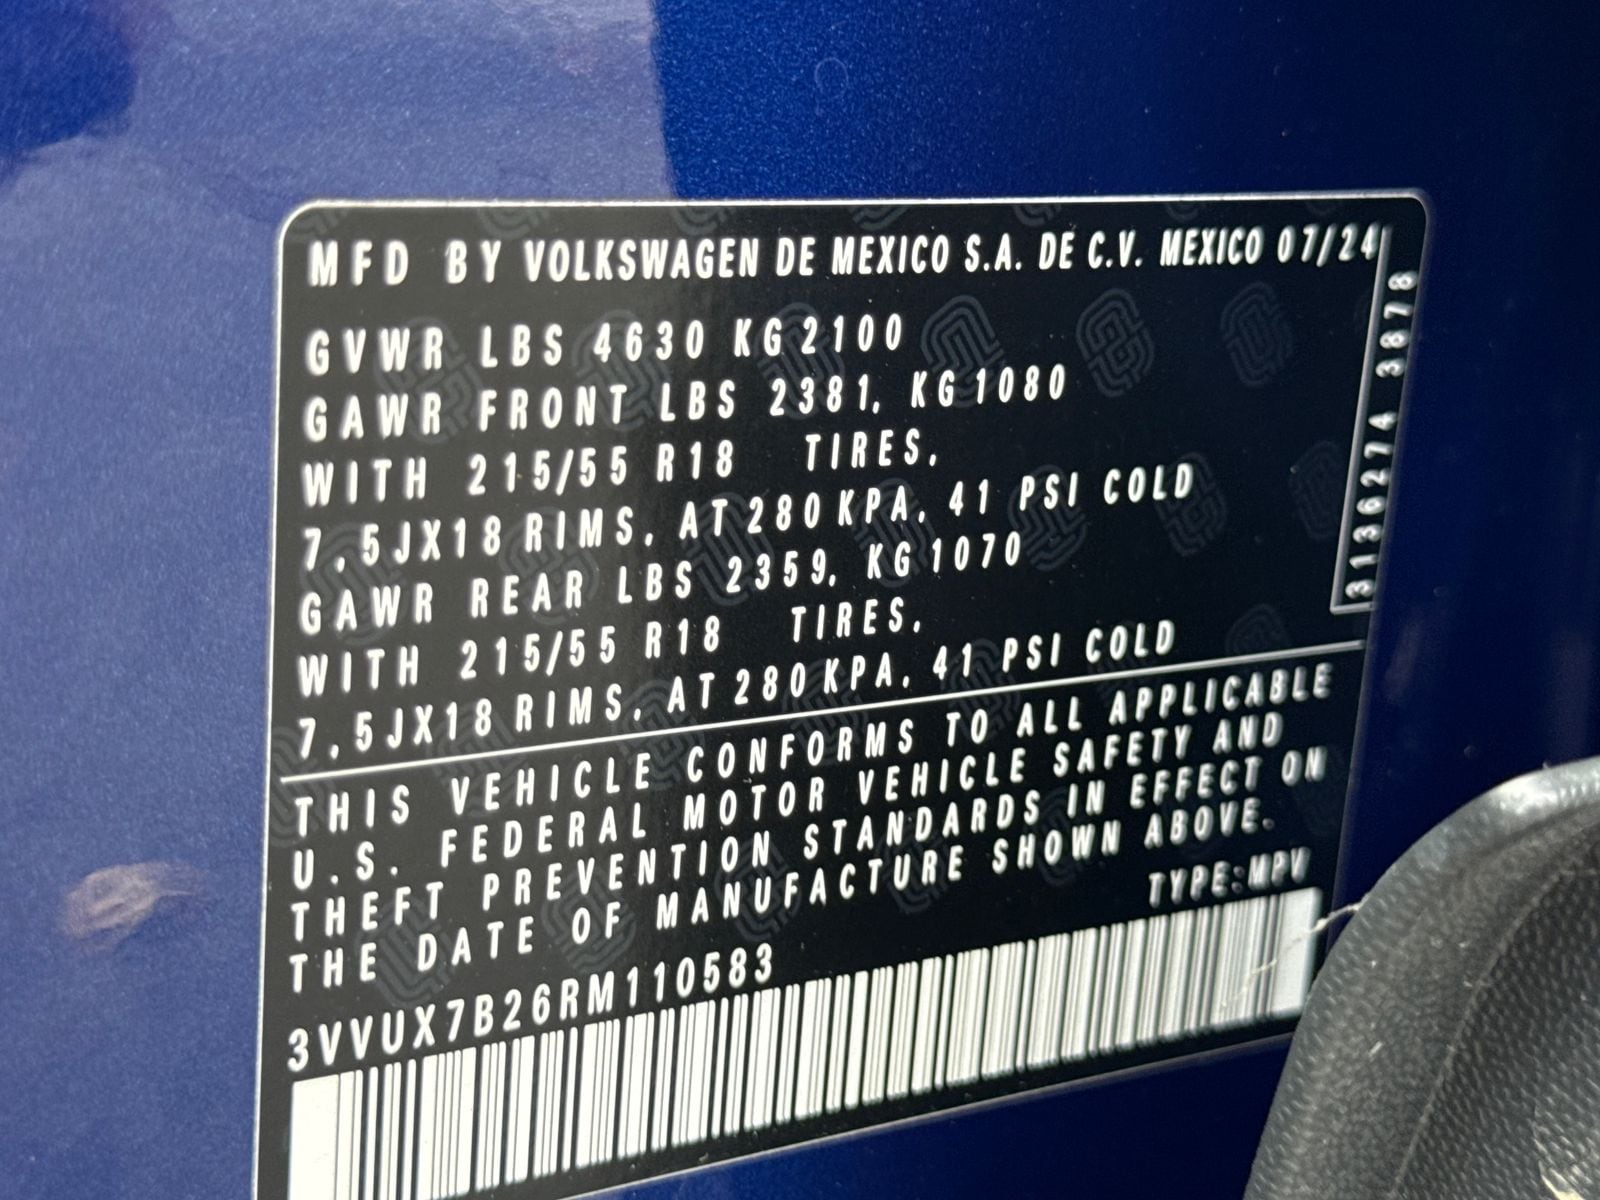 MFD BY VOLKSWAGEN DE MEXICO S.A. DE C.V. MEXICO 07/24
GVWR LBS 4630 KG 2100
GAWR FRONT LBS 2381, KG 1080
WITH 215/55 R18 TIRES,
7,5JX18 RIMS, AT 280 KPA, 41 PSI COLD
GAWR REAR LBS 2359, KG 1070
WITH 215/55 R18 TIRES,
7,5JX18 RIMS, AT 280 KPA, 41 PSI COLD
3136274 3878
THIS VEHICLE CONFORMS TO ALL APPLICABLE
U.S. FEDERAL MOTOR VEHICLE SAFETY AND
THEFT PREVENTION STANDARDS IN EFFECT ON
THE DATE OF MANUFACTURE SHOWN ABOVE.
TYPE:MPV
3VVUX7B26RM110583